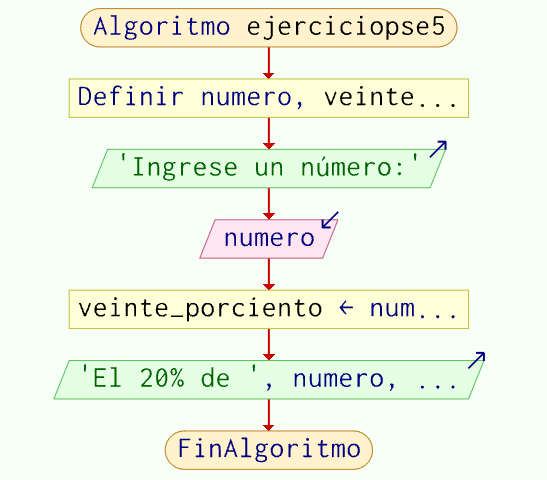 Algoritmo ejerciciopse5
Definir numero, veinte...
'Ingrese un número:'
numero
veinte_porciento ← num...
'El 20% de ', numero, ...
FinAlgoritmo